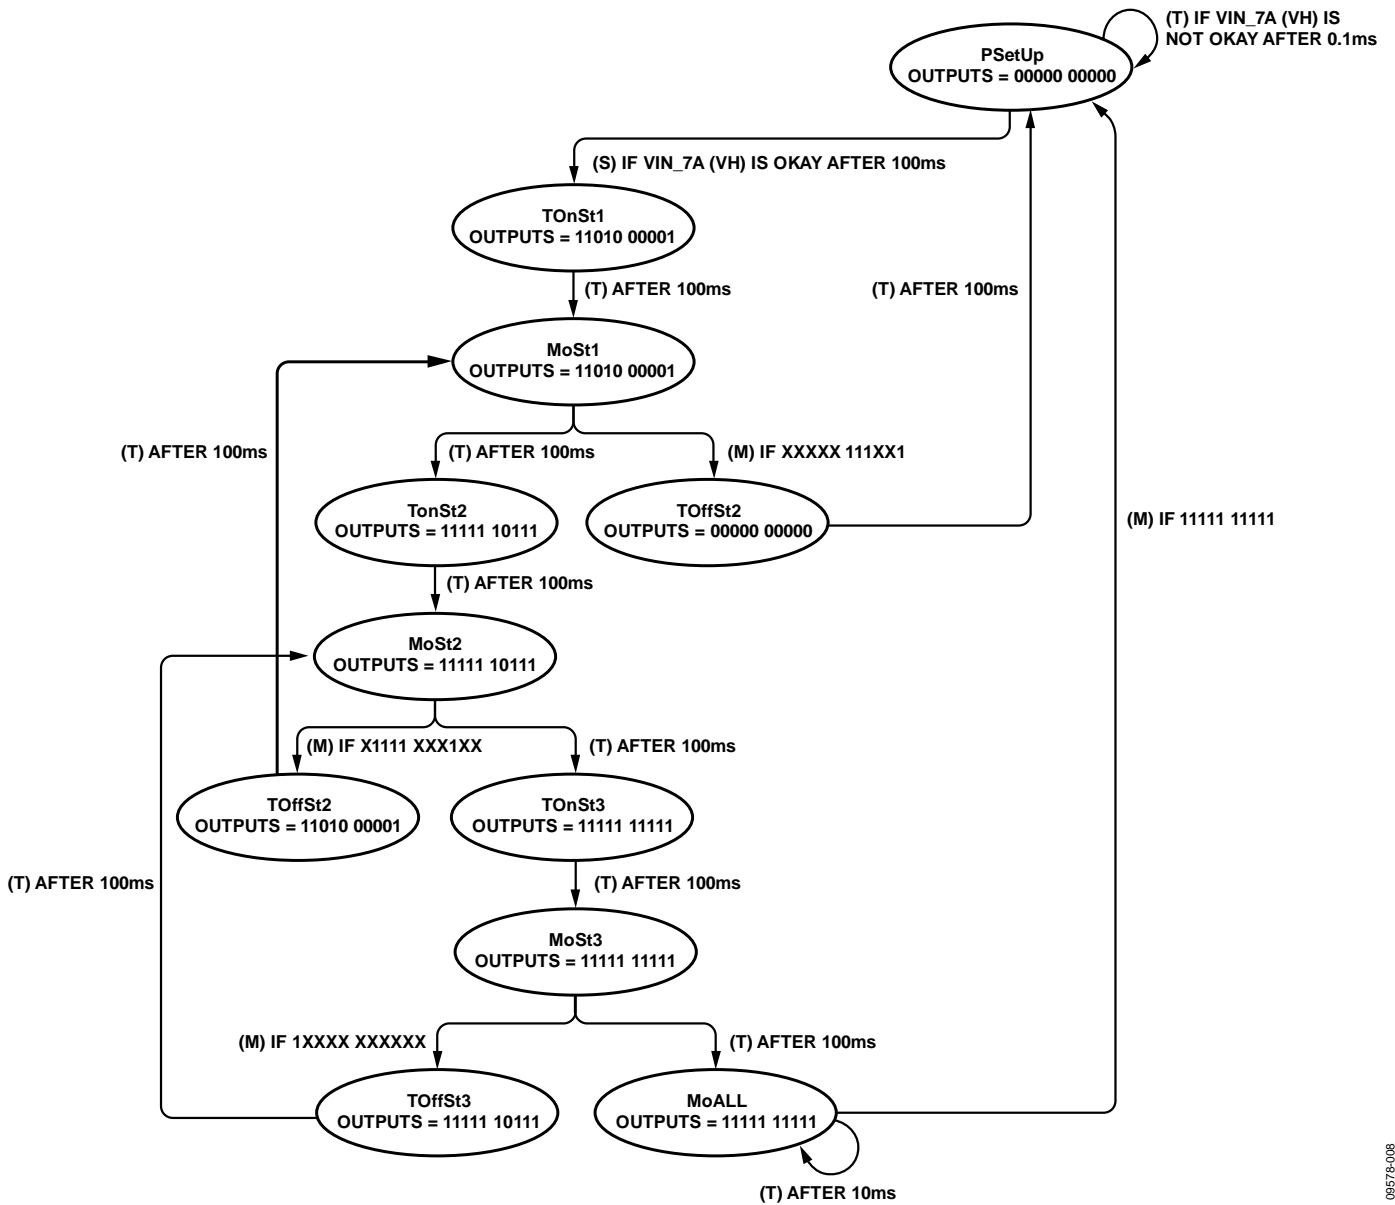 (T) IF VIN_7A (VH) IS
NOT OKAY AFTER 0.1ms
PSetUp
OUTPUTS = 00000 00000
(S) IF VIN_7A (VH) IS OKAY AFTER 100ms
TOnSt1
OUTPUTS = 11010 00001
(T) AFTER 100ms
(T) AFTER 100ms
MoSt1
OUTPUTS = 11010 00001
(T) AFTER 100ms
(T) AFTER 100ms
(M) IF XXXXX 111XX1
TonSt2
OUTPUTS = 11111 10111
TOffSt2
OUTPUTS = 00000 00000
(M) IF 11111 11111
(T) AFTER 100ms
MoSt2
OUTPUTS = 11111 10111
(M) IF X1111 XXX1XX
(T) AFTER 100ms
TOffSt2
OUTPUTS = 11010 00001
TOnSt3
OUTPUTS = 11111 11111
(T) AFTER 100ms
(T) AFTER 100ms
MoSt3
OUTPUTS = 11111 11111
(M) IF 1XXXX XXXXXX
(T) AFTER 100ms
TOffSt3
OUTPUTS = 11111 10111
MoALL
OUTPUTS = 11111 11111
(T) AFTER 10ms
09578-008